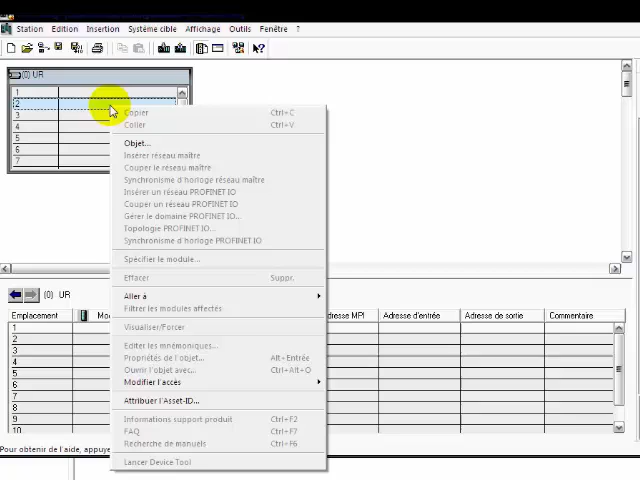 Station Edition Insertion Système cible Affichage Outils Fenêtre ?
(0) UR
1
2
3
4
5
6
7
Copier Ctrl+C
Coller Ctrl+V
Objet...
Insérer réseau maître
Couper le réseau maître
Synchronisme d'horloge réseau maître
Insérer un réseau PROFINET IO
Couper un réseau PROFINET IO
Gérer le domaine PROFINET IO...
Topologie PROFINET IO...
Synchronisme d'horloge PROFINET IO
Spécifier le module...
Effacer Suppr.
Aller à
Filtrer les modules affectés
Visualiser/Forcer
Editer les mnémoniques...
Propriétés de l'objet... Alt+Entrée
Ouvrir l'objet avec... Ctrl+Alt+O
Modifier l'accès
Attribuer l'Asset-ID...
Informations support produit Ctrl+F2
FAQ Ctrl+F7
Recherche de manuels Ctrl+F6
Lancer Device Tool
(0) UR
Emplacement Mo dresse MPI Adresse d'entrée Adresse de sortie Commentaire
1
2
3
4
5
6
7
8
9
10
Pour obtenir de l'aide, appuye